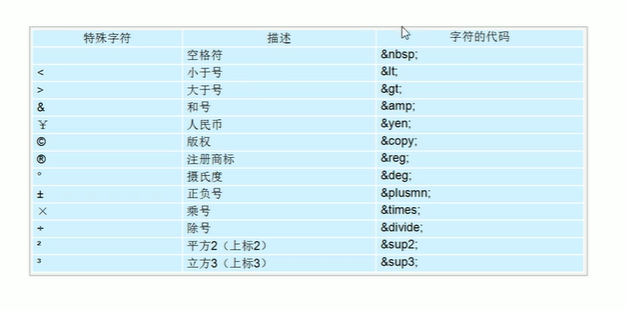 特殊字符 描述 字符的代码
空格符 &nbsp;
< 小于号 &lt;
> 大于号 &gt;
& 和号 &amp;
￥ 人民币 &yen;
© 版权 &copy;
® 注册商标 &reg;
° 摄氏度 &deg;
± 正负号 &plusmn;
× 乘号 &times;
÷ 除号 &divide;
² 平方2（上标2） &sup2;
³ 立方3（上标3） &sup3;